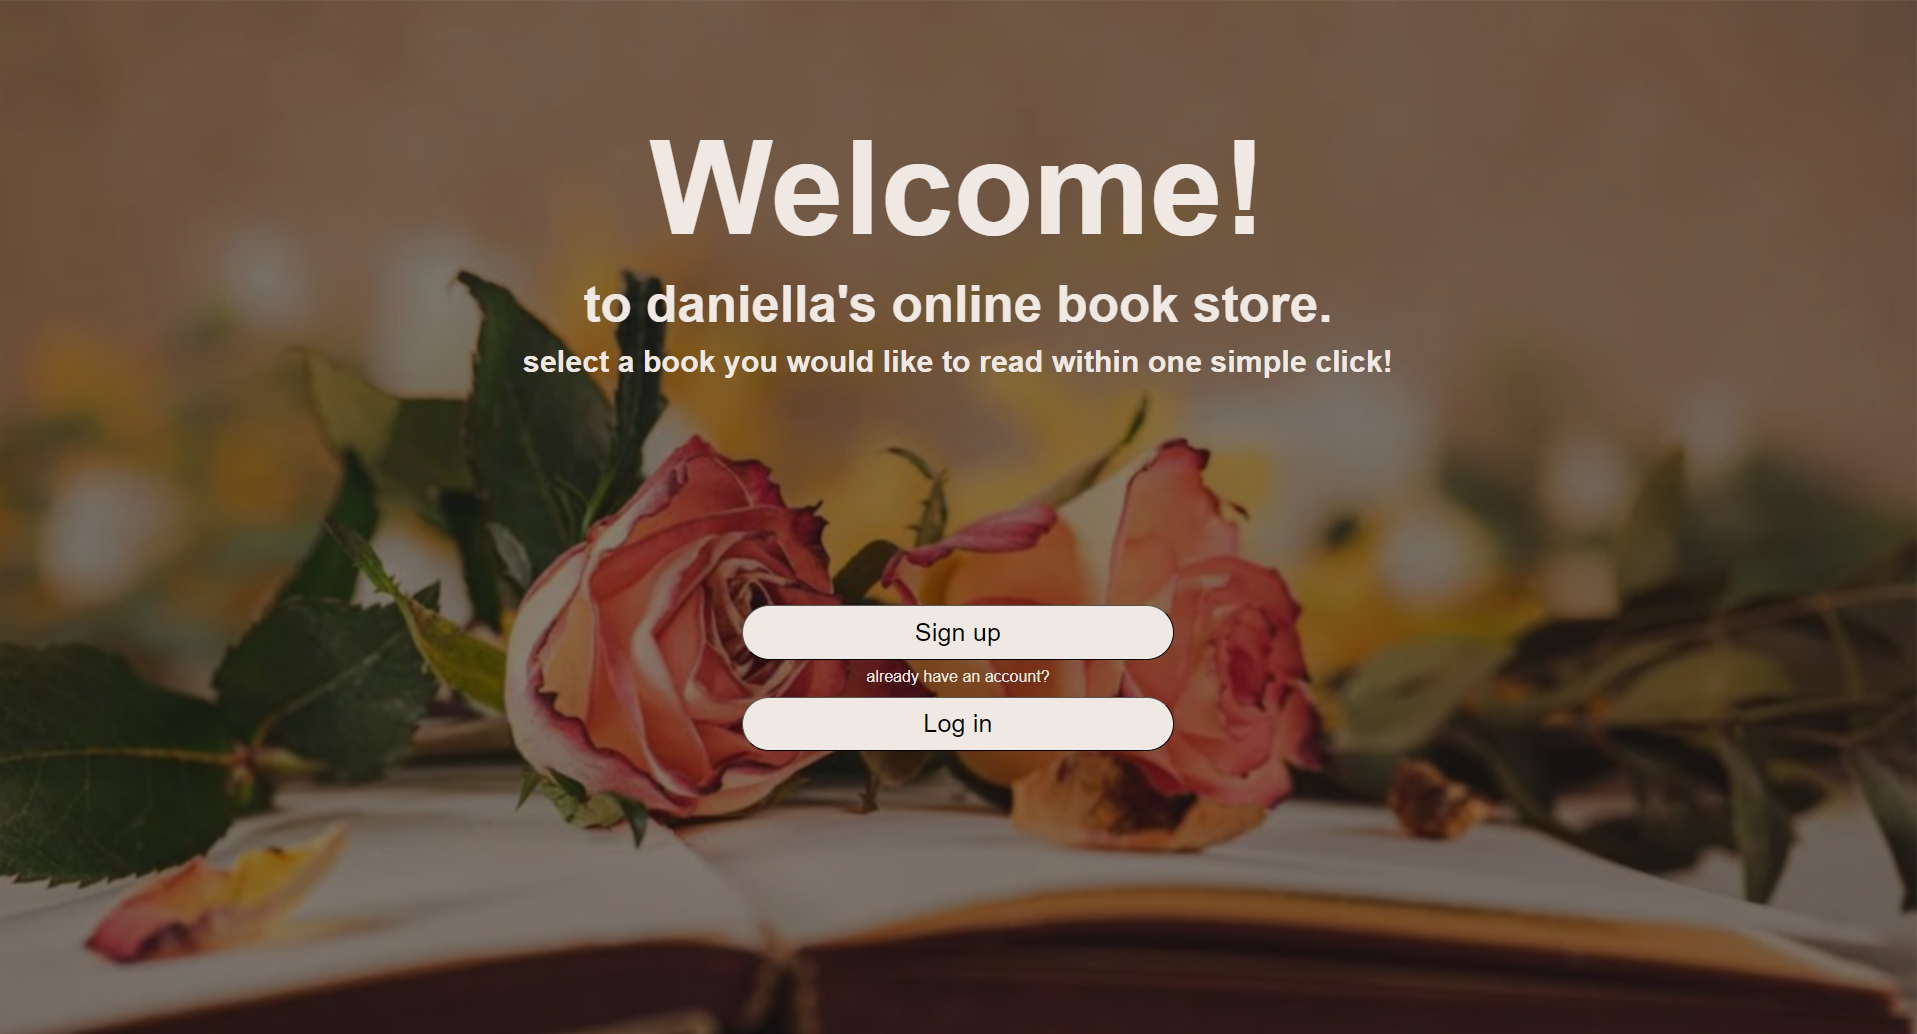 Welcome!
to daniella's online book store.
select a book you would like to read within one simple click!
Sign up
already have an account?
Log in